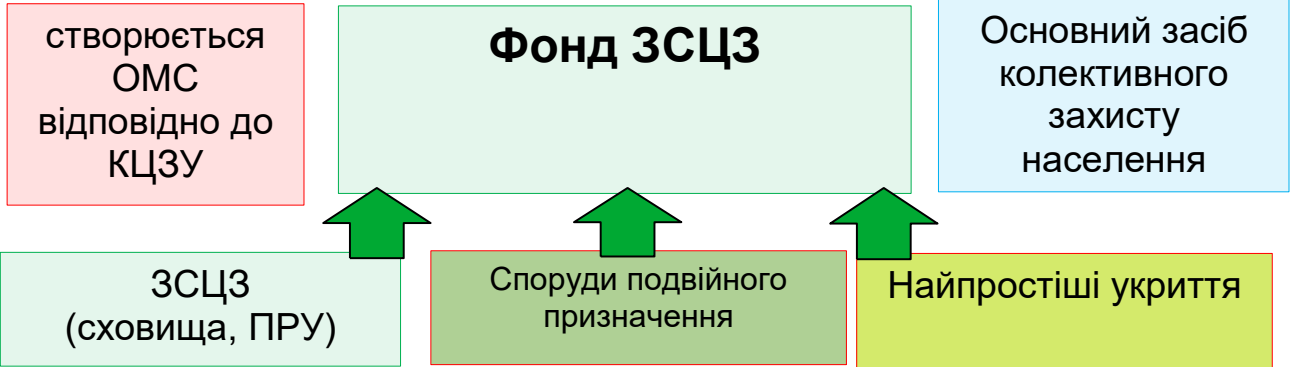 створюється
ОМС
відповідно до
КЦЗУ
Фонд ЗСЦЗ
Основний засіб
колективного
захисту
населення
ЗСЦЗ
(сховища, ПРУ)
Споруди подвійного
призначення
Найпростіші укриття